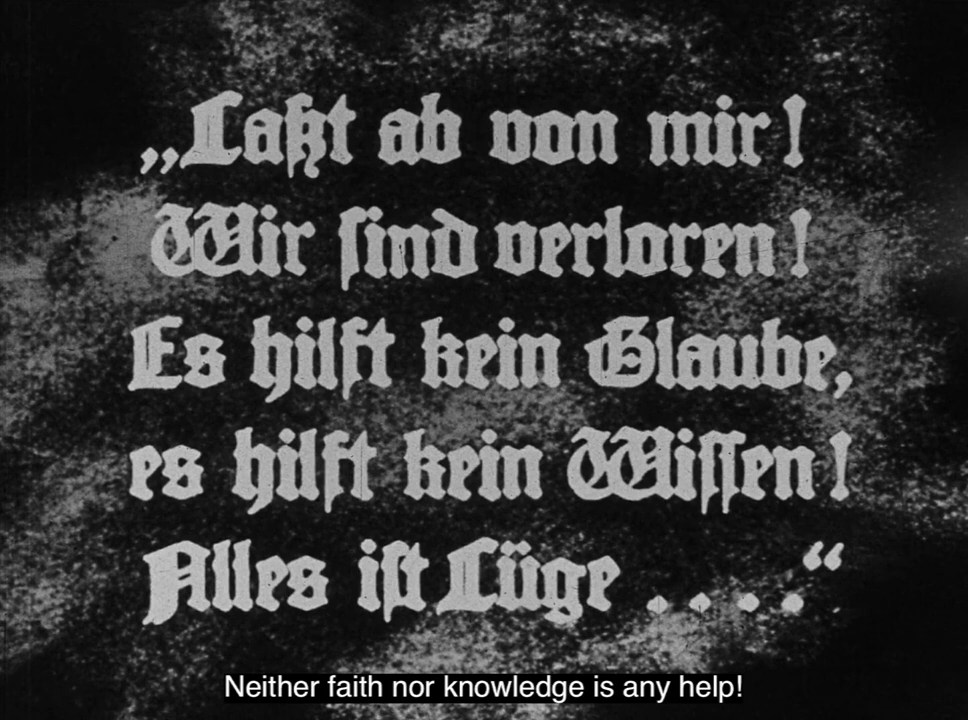 „Laßt ab von mir!
Wir sind verloren!
Es hilft kein Glaube,
es hilft kein Wissen!
Alles ist Lüge . . . .“
Neither faith nor knowledge is any help!